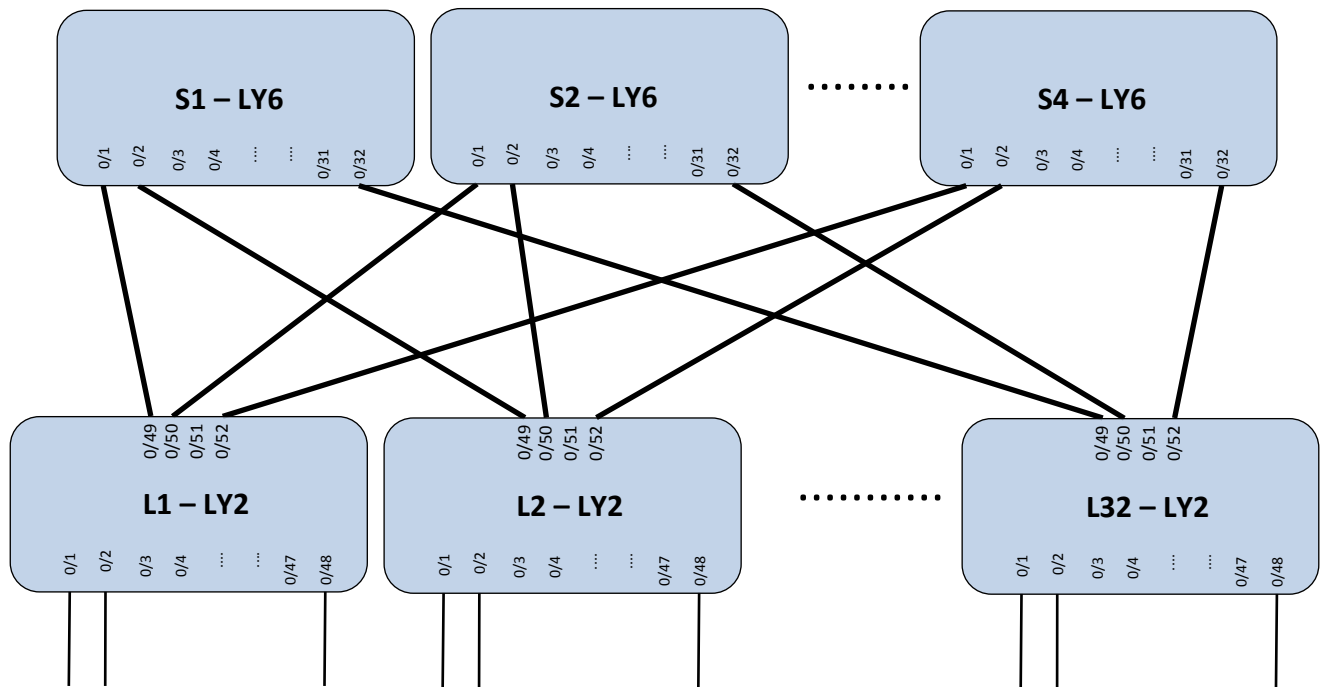 S1 – LY6
0/1 0/2 0/3 0/4 .... .... 0/31 0/32
S2 – LY6
0/1 0/2 0/3 0/4 .... .... 0/31 0/32
........
S4 – LY6
0/1 0/2 0/3 0/4 .... .... 0/31 0/32
0/49 0/50 0/51 0/52
L1 – LY2
0/1 0/2 0/3 0/4 .... .... 0/47 0/48
0/49 0/50 0/51 0/52
L2 – LY2
0/1 0/2 0/3 0/4 .... .... 0/47 0/48
...........
0/49 0/50 0/51 0/52
L32 – LY2
0/1 0/2 0/3 0/4 .... .... 0/47 0/48